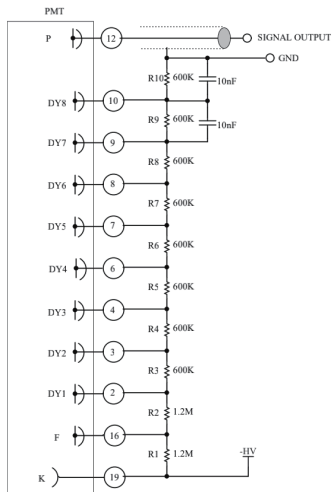 PMT
P 12 SIGNAL OUTPUT
GND
R10 600K 10nF
DY8 10
R9 600K 10nF
DY7 9
R8 600K
DY6 8
R7 600K
DY5 7
R6 600K
DY4 6
R5 600K
DY3 4
R4 600K
DY2 3
R3 600K
DY1 2
R2 1.2M
F 16
R1 1.2M -HV
K 19